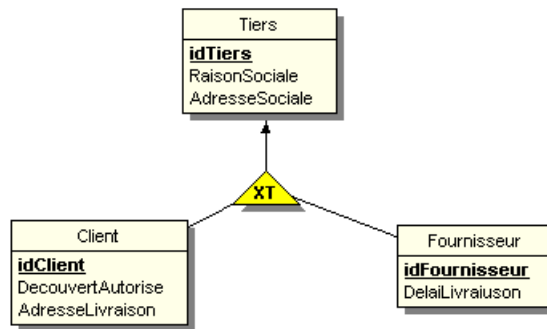 Tiers
idTiers
RaisonSociale
AdresseSociale
XT
Client
idClient
DecouvertAutorise
AdresseLivraison
Fournisseur
idFournisseur
DelaiLivraiuson